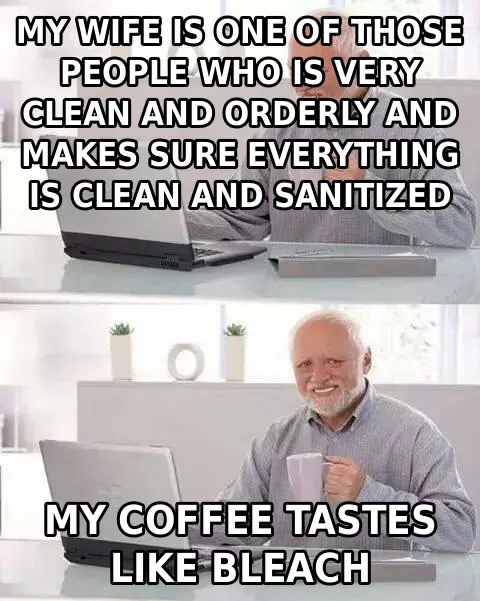 MY WIFE IS ONE OF THOSE
PEOPLE WHO IS VERY
CLEAN AND ORDERLY AND
MAKES SURE EVERYTHING
IS CLEAN AND SANITIZED
MY COFFEE TASTES
LIKE BLEACH